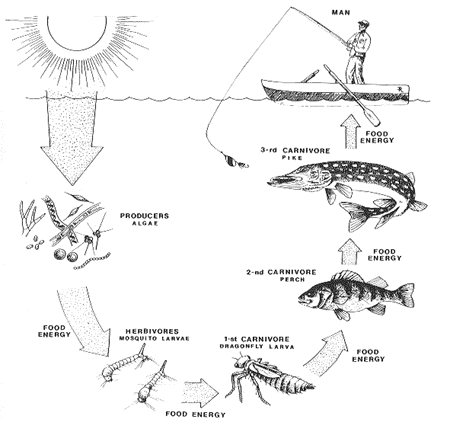 MAN
FOOD
ENERGY
3-rd CARNIVORE
PIKE
PRODUCERS
ALGAE
FOOD
ENERGY
2-nd CARNIVORE
PERCH
FOOD
ENERGY
HERBIVORES
MOSQUITO LARVAE
1-st CARNIVORE
DRAGONFLY LARVA
FOOD
ENERGY
FOOD ENERGY